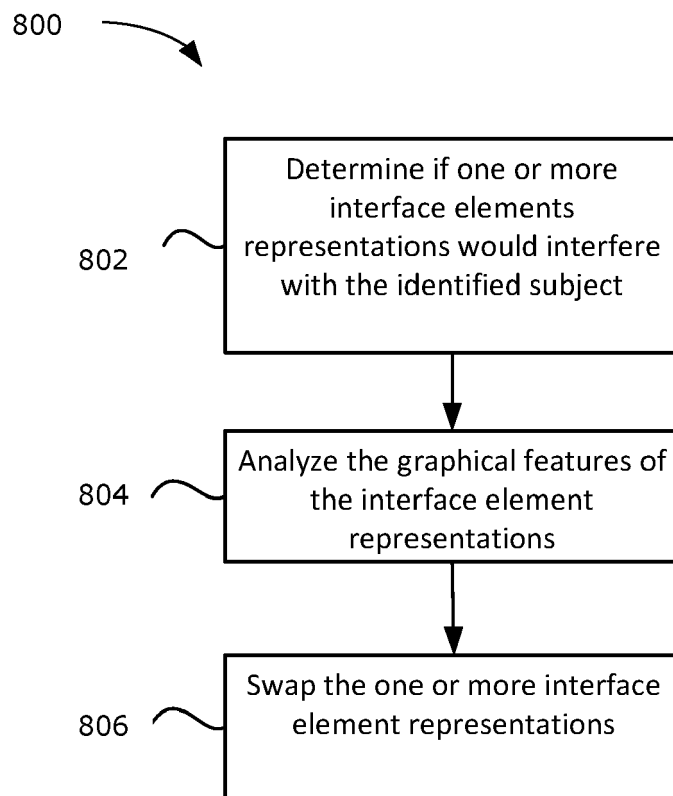 800
Determine if one or more
interface elements
representations would interfere
with the identified subject
802
Analyze the graphical features of
the interface element
representations
804
Swap the one or more interface
element representations
806